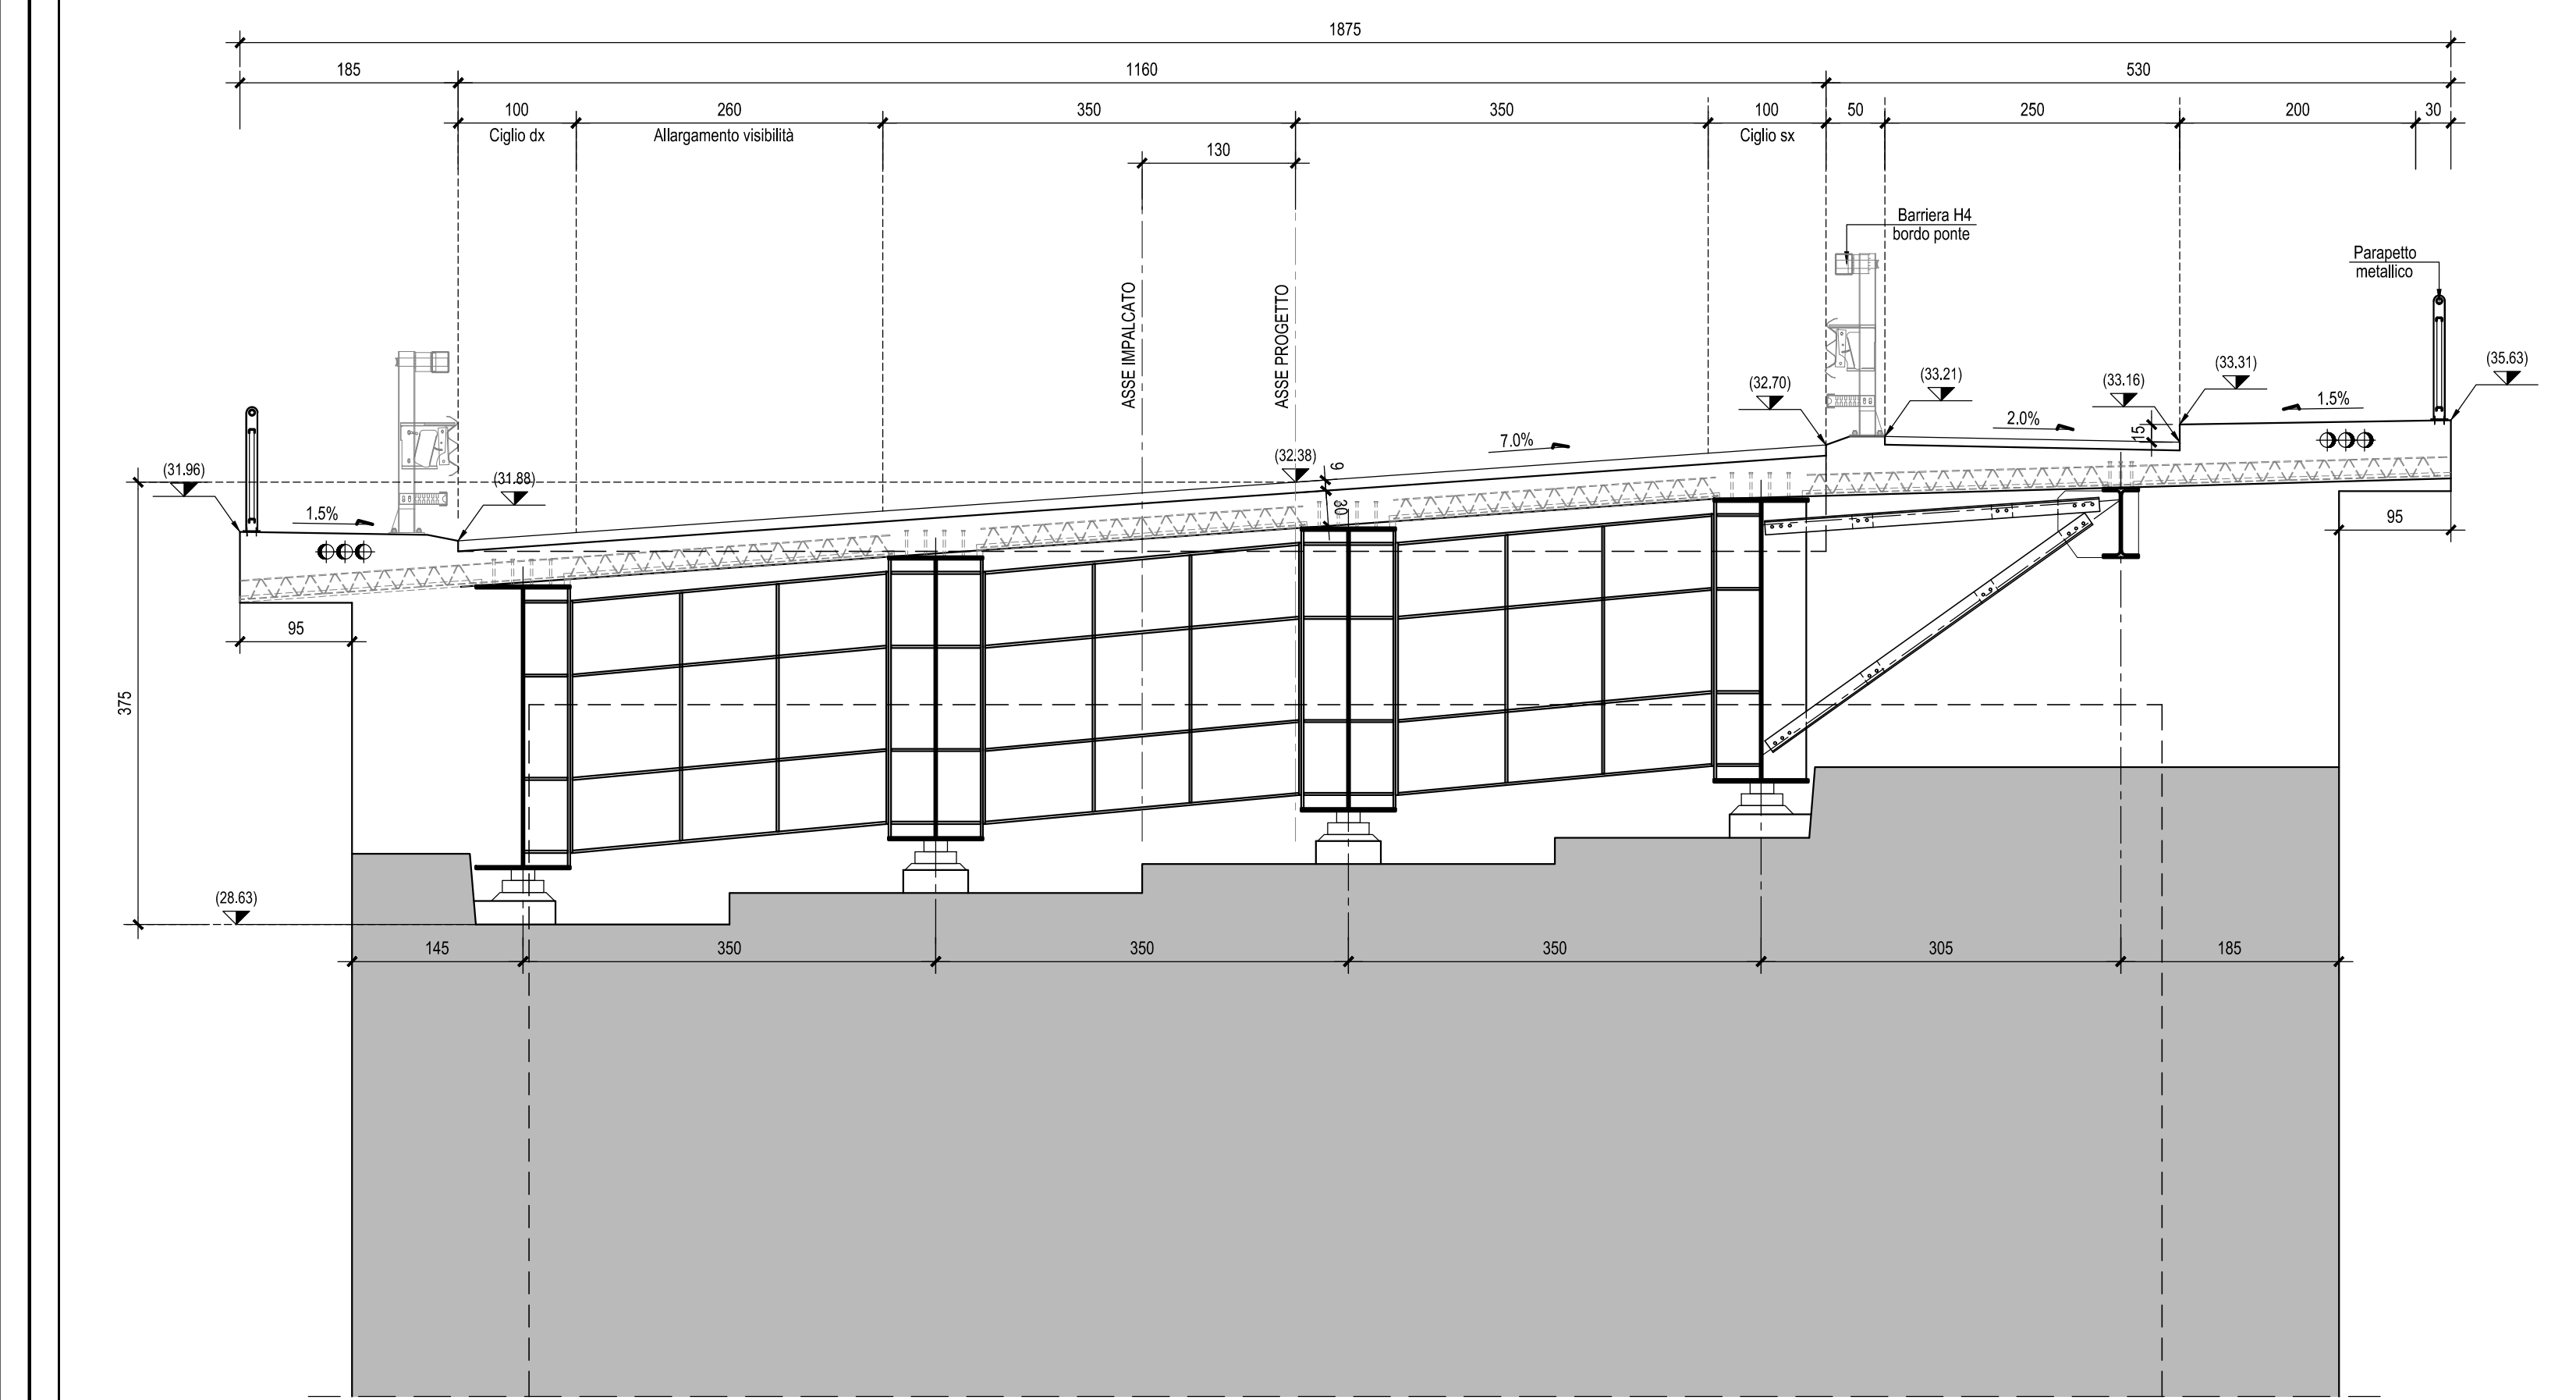 1875
185 1160 530
100 260 350 350 100 50 250 200 30
Ciglio dx Allargamento visibilità Ciglio sx
130
Barriera H4
bordo ponte
Parapetto
metallico
ASSE IMPALCATO
ASSE PROGETTO
(31.96)
(31.88)
(32.38)
(32.70)
(33.21)
(33.16)
(33.31)
(35.63)
1.5%
7.0%
2.0%
1.5%
15
9
30
95
95
375
(28.63)
145 350 350 350 305 185